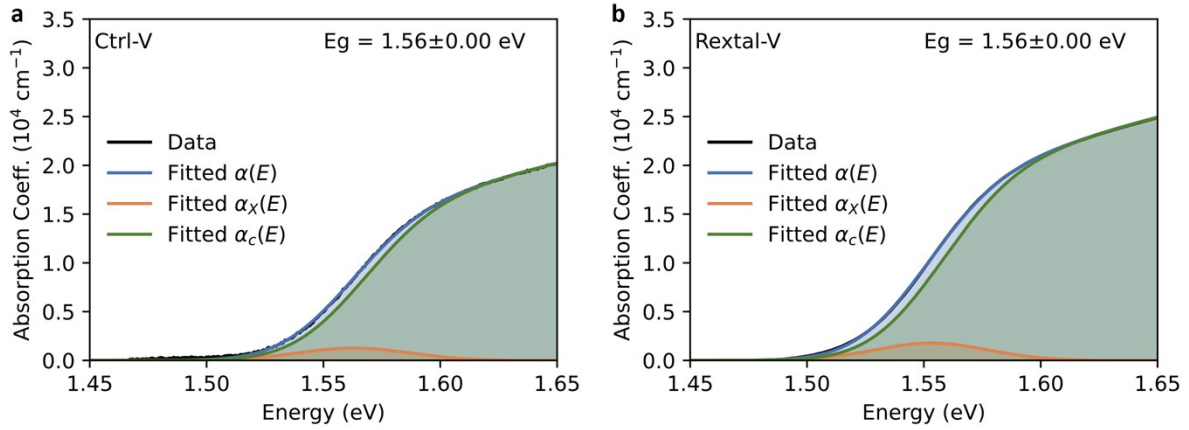 a
Ctrl-V
Eg = 1.56±0.00 eV
Data
Fitted α(E)
Fitted αX(E)
Fitted αc(E)
Absorption Coeff. (10⁴ cm⁻¹)
3.5
3.0
2.5
2.0
1.5
1.0
0.5
0.0
1.45
1.50
1.55
1.60
1.65
Energy (eV)
b
Rextal-V
Eg = 1.56±0.00 eV
Data
Fitted α(E)
Fitted αX(E)
Fitted αc(E)
Absorption Coeff. (10⁴ cm⁻¹)
3.5
3.0
2.5
2.0
1.5
1.0
0.5
0.0
1.45
1.50
1.55
1.60
1.65
Energy (eV)